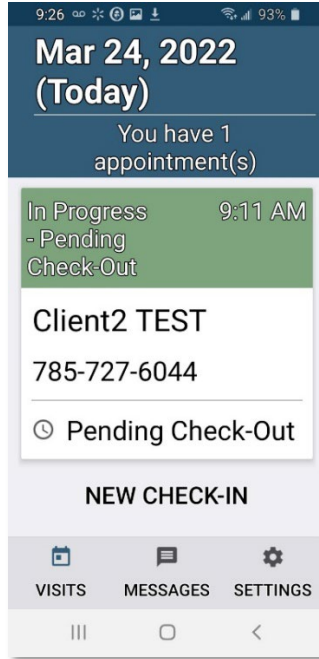 9:26 93%
Mar 24, 2022
(Today)
You have 1
appointment(s)
In Progress 9:11 AM
- Pending
Check-Out
Client2 TEST
785-727-6044
Pending Check-Out
NEW CHECK-IN
VISITS MESSAGES SETTINGS